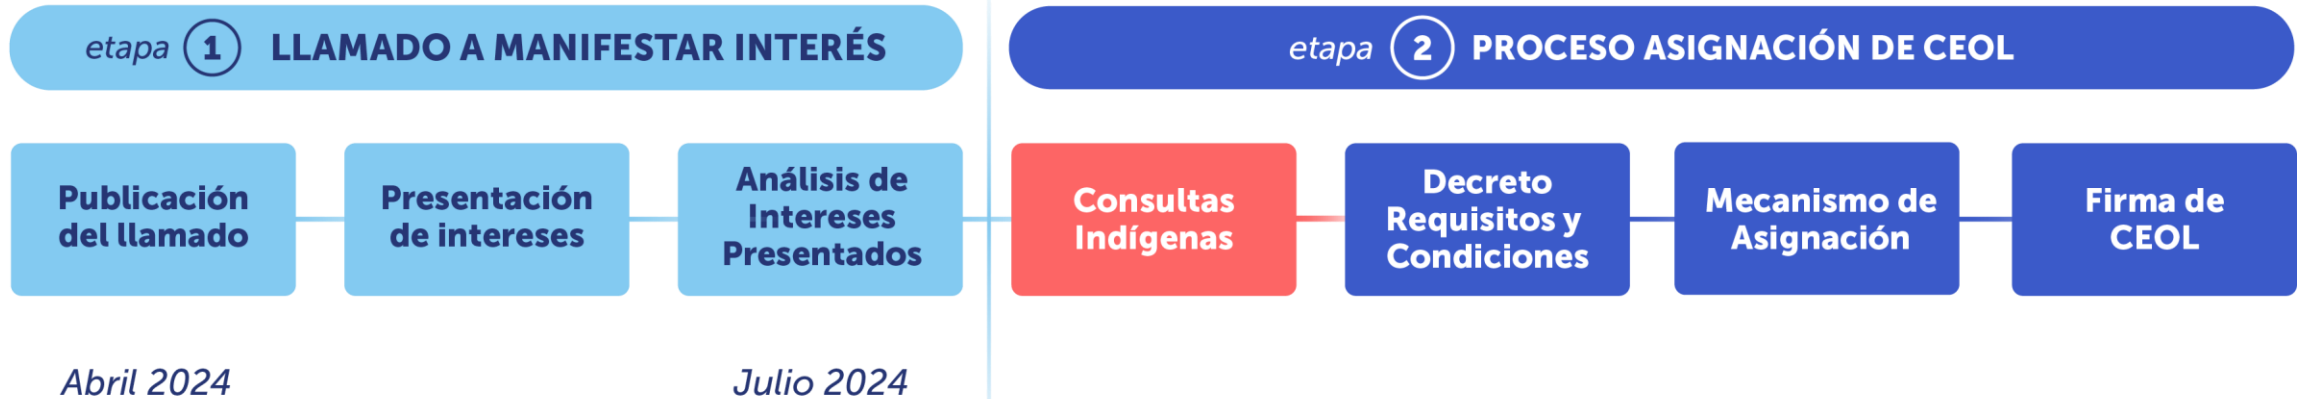 etapa 1 LLAMADO A MANIFESTAR INTERÉS
etapa 2 PROCESO ASIGNACIÓN DE CEOL
Publicación
del llamado
Presentación
de intereses
Análisis de
Intereses
Presentados
Consultas
Indígenas
Decreto
Requisitos y
Condiciones
Mecanismo de
Asignación
Firma de
CEOL
Abril 2024
Julio 2024